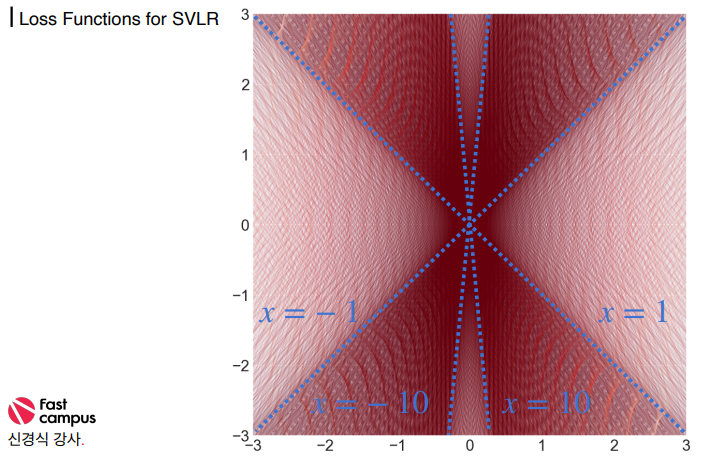 Loss Functions for SVLR
3
2
1
0
−1
−2
−3
x = − 1
x = 1
x = − 10
x = 10
−3
−2
−1
0
1
2
3
fast
campus
신경식 강사.